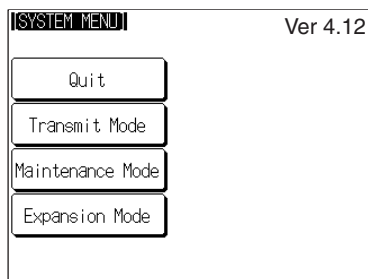 [SYSTEM MENU]
Ver 4.12
Quit
Transmit Mode
Maintenance Mode
Expansion Mode